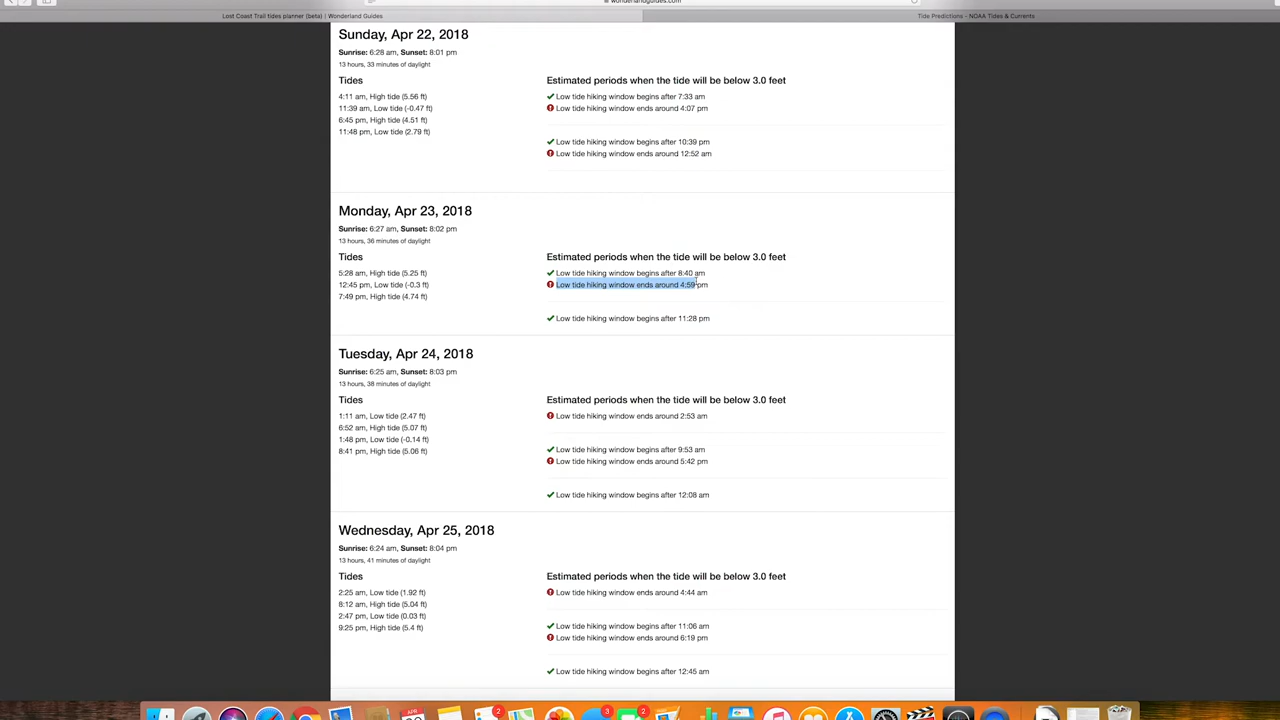 wonderlandguides.com
Lost Coast Trail tides planner (beta) | Wonderland Guides
Tide Predictions - NOAA Tides & Currents
Sunday, Apr 22, 2018
Sunrise: 6:28 am, Sunset: 8:01 pm
13 hours, 33 minutes of daylight
Tides
4:11 am, High tide (5.56 ft)
11:39 am, Low tide (-0.47 ft)
6:45 pm, High tide (4.51 ft)
11:48 pm, Low tide (2.79 ft)
Estimated periods when the tide will be below 3.0 feet
Low tide hiking window begins after 7:33 am
Low tide hiking window ends around 4:07 pm
Low tide hiking window begins after 10:39 pm
Low tide hiking window ends around 12:52 am
Monday, Apr 23, 2018
Sunrise: 6:27 am, Sunset: 8:02 pm
13 hours, 36 minutes of daylight
Tides
5:28 am, High tide (5.25 ft)
12:45 pm, Low tide (-0.3 ft)
7:49 pm, High tide (4.74 ft)
Estimated periods when the tide will be below 3.0 feet
Low tide hiking window begins after 8:40 am
Low tide hiking window ends around 4:59 pm
Low tide hiking window begins after 11:28 pm
Tuesday, Apr 24, 2018
Sunrise: 6:25 am, Sunset: 8:03 pm
13 hours, 38 minutes of daylight
Tides
1:11 am, Low tide (2.47 ft)
6:52 am, High tide (5.07 ft)
1:48 pm, Low tide (-0.14 ft)
8:41 pm, High tide (5.06 ft)
Estimated periods when the tide will be below 3.0 feet
Low tide hiking window ends around 2:53 am
Low tide hiking window begins after 9:53 am
Low tide hiking window ends around 5:42 pm
Low tide hiking window begins after 12:08 am
Wednesday, Apr 25, 2018
Sunrise: 6:24 am, Sunset: 8:04 pm
13 hours, 41 minutes of daylight
Tides
2:25 am, Low tide (1.92 ft)
8:12 am, High tide (5.04 ft)
2:47 pm, Low tide (0.03 ft)
9:25 pm, High tide (5.4 ft)
Estimated periods when the tide will be below 3.0 feet
Low tide hiking window ends around 4:44 am
Low tide hiking window begins after 11:06 am
Low tide hiking window ends around 6:19 pm
Low tide hiking window begins after 12:45 am
APR
2
3
2